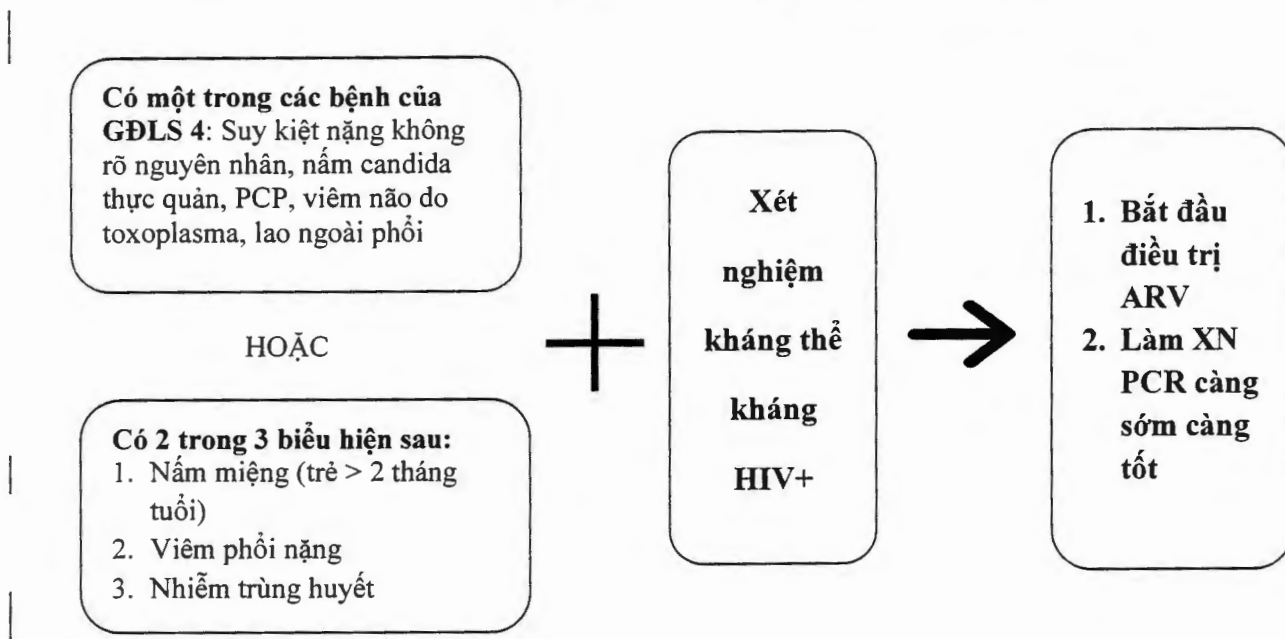 Có một trong các bệnh của
GĐLS 4: Suy kiệt nặng không
rõ nguyên nhân, nấm candida
thực quản, PCP, viêm não do
toxoplasma, lao ngoài phổi
HOẶC
Có 2 trong 3 biểu hiện sau:
1. Nấm miệng (trẻ > 2 tháng
tuổi)
2. Viêm phổi nặng
3. Nhiễm trùng huyết
Xét
nghiệm
kháng thể
kháng
HIV+
1. Bắt đầu
điều trị
ARV
2. Làm XN
PCR càng
sớm càng
tốt